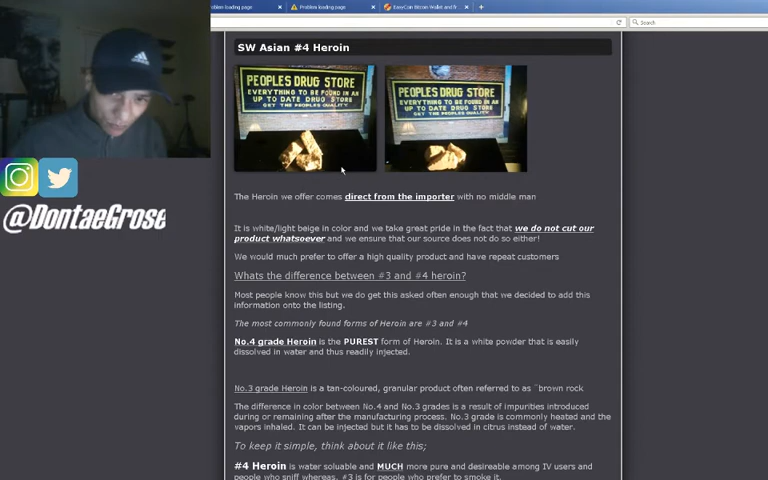 oblem loading page
Problem loading page
EasyCoin Bitcoin Wallet and fr...
Search
SW Asian #4 Heroin
PEOPLES DRUG STORE
EVERYTHING TO BE FOUND IN AN
UP TO DATE DRUG STORE
GET THE PEOPLES QUALITY
PEOPLES DRUG STORE
EVERYTHING TO BE FOUND IN AN
UP TO DATE DRUG STORE
GET THE PEOPLES QUALITY
adidas
@DontaeGrose
The Heroin we offer comes direct from the importer with no middle man
It is white/light beige in color and we take great pride in the fact that we do not cut our
product whatsoever and we ensure that our source does not do so either!
We would much prefer to offer a high quality product and have repeat customers
Whats the difference between #3 and #4 heroin?
Most people know this but we do get this asked often enough that we decided to add this
information onto the listing.
The most commonly found forms of Heroin are #3 and #4
No.4 grade Heroin is the PUREST form of Heroin. It is a white powder that is easily
dissolved in water and thus readily injected.
No.3 grade Heroin is a tan-coloured, granular product often referred to as ¨brown rock
The difference in color between No.4 and No.3 grades is a result of impurities introduced
during or remaining after the manufacturing process. No.3 grade is commonly heated and the
vapors inhaled. It can be injected but it has to be dissolved in citrus instead of water.
To keep it simple, think about it like this;
#4 Heroin is water soluable and MUCH more pure and desireable among IV users and
people who sniff whereas, #3 is for people who prefer to smoke it.